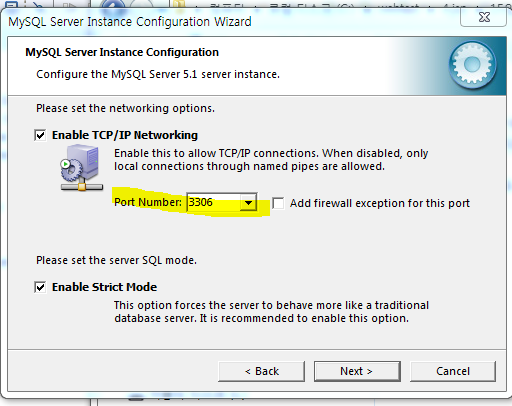 MySQL Server Instance Configuration Wizard
MySQL Server Instance Configuration
Configure the MySQL Server 5.1 server instance.
Please set the networking options.
Enable TCP/IP Networking
Enable this to allow TCP/IP connections. When disabled, only
local connections through named pipes are allowed.
Port Number: 3306 Add firewall exception for this port
Please set the server SQL mode.
Enable Strict Mode
This option forces the server to behave more like a traditional
database server. It is recommended to enable this option.
< Back Next > Cancel